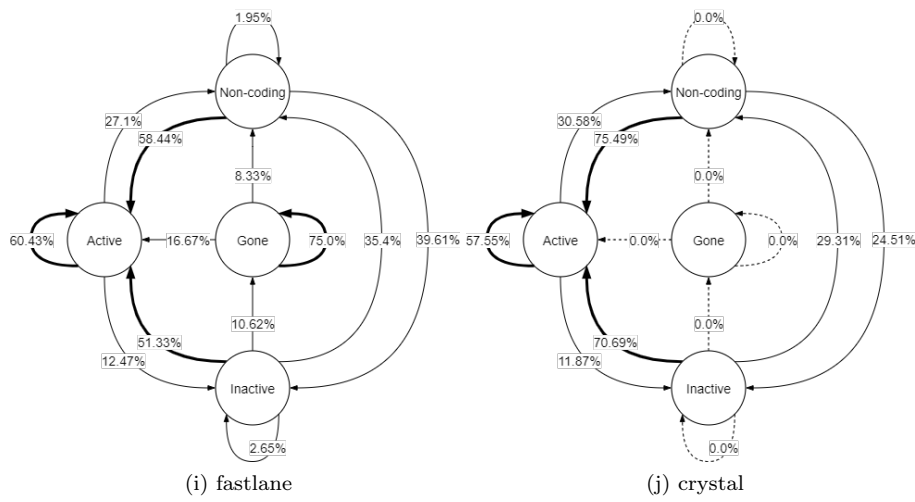 1.95%
0.0%
Non-coding
Non-coding
27.1%
30.58%
58.44%
75.49%
8.33%
0.0%
60.43%
Active
16.67%
Gone
75.0%
35.4%
39.61%
57.55%
Active
0.0%
Gone
0.0%
29.31%
24.51%
10.62%
0.0%
51.33%
70.69%
12.47%
11.87%
Inactive
Inactive
2.65%
0.0%
(i) fastlane
(j) crystal